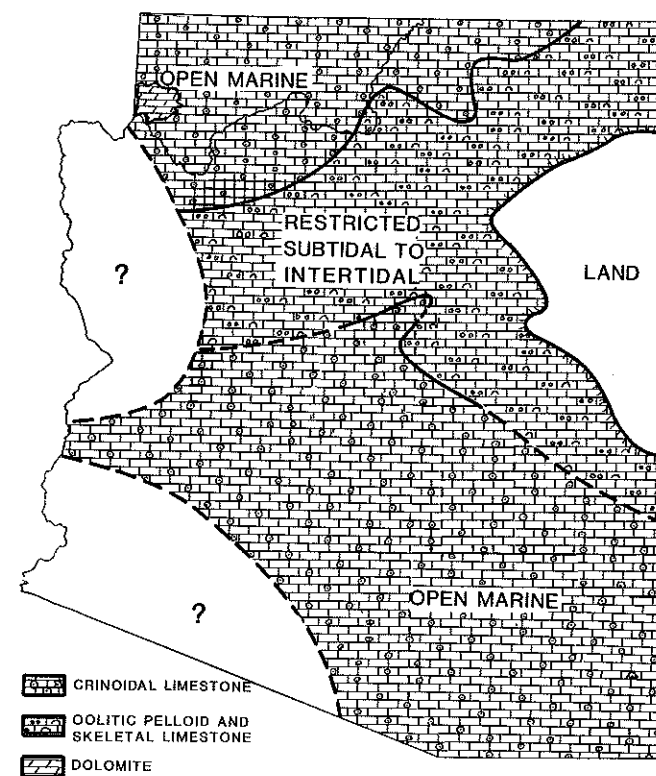 OPEN MARINE
RESTRICTED
SUBTIDAL TO
INTERTIDAL
LAND
?
OPEN MARINE
?
CRINOIDAL LIMESTONE
OOLITIC PELLOID AND
SKELETAL LIMESTONE
DOLOMITE